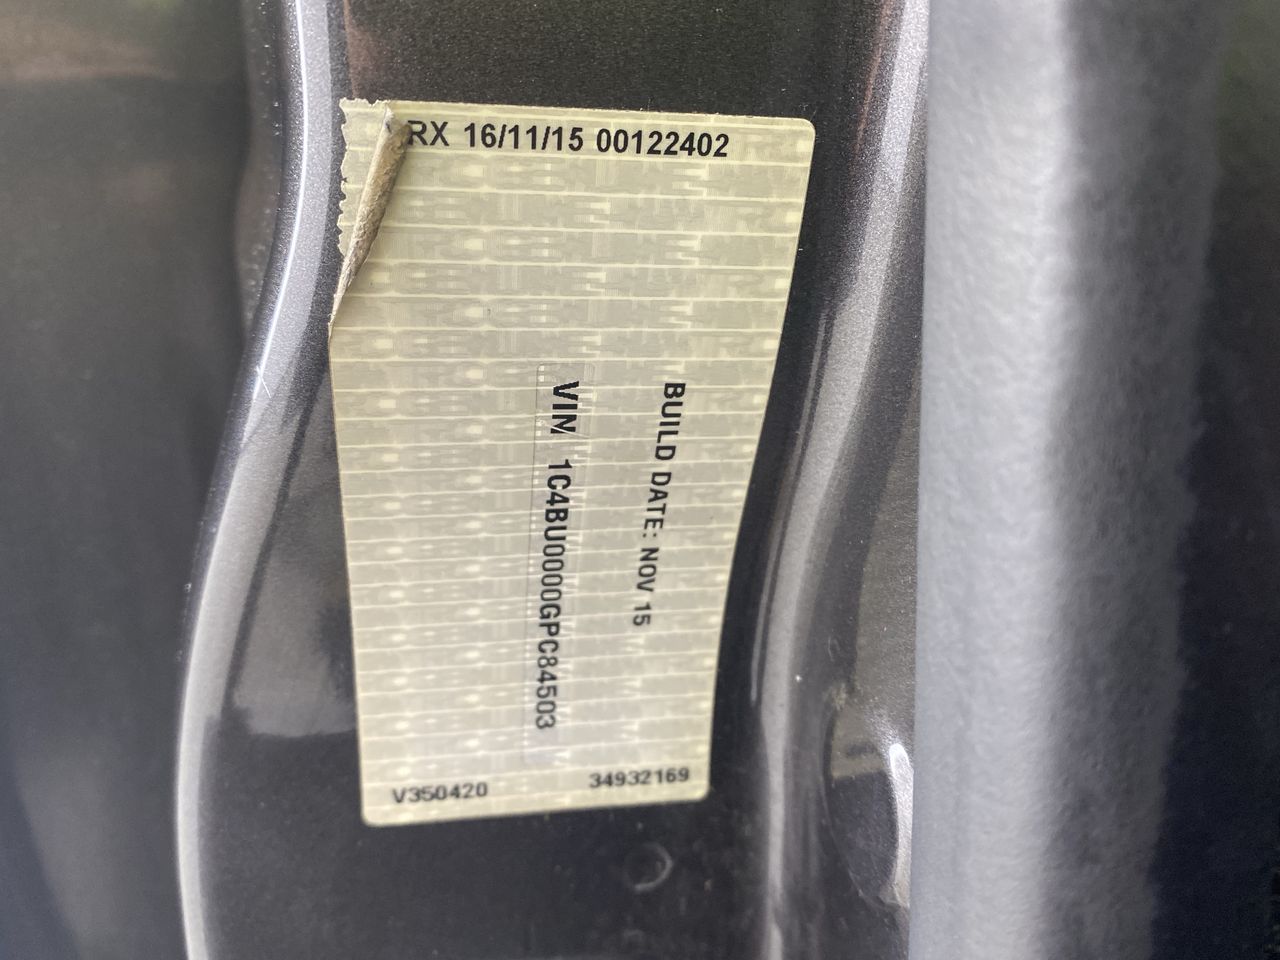 RX 16/11/15 00122402
BUILD DATE: NOV 15
VIN 1C4BU0000GPC84503
V350420
34932169